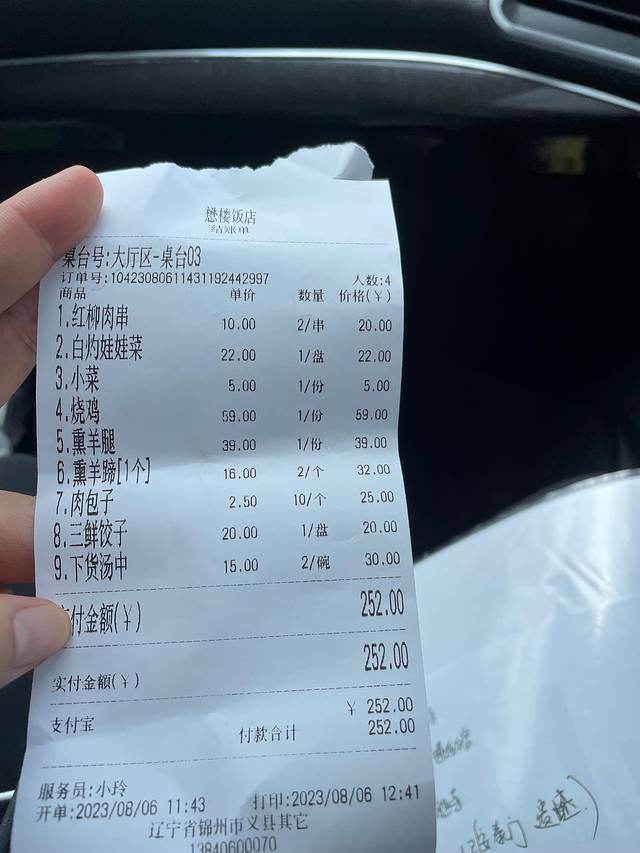 懋楼饭店
结账单
桌台号:大厅区-桌台03
订单号:10423080611431192442997 人数:4
商品 单价 数量 价格(¥)
1.红柳肉串 10.00 2/串 20.00
2.白灼娃娃菜 22.00 1/盘 22.00
3.小菜 5.00 1/份 5.00
4.烧鸡 59.00 1/份 59.00
5.熏羊腿 39.00 1/份 39.00
6.熏羊蹄[1个] 16.00 2/个 32.00
7.肉包子 2.50 10/个 25.00
8.三鲜饺子 20.00 1/盘 20.00
9.下货汤中 15.00 2/碗 30.00
付金额(¥) 252.00
252.00
实付金额(¥)
支付宝 ¥ 252.00
付款合计 252.00
服务员:小玲
开单:2023/08/06 11:43 打印:2023/08/06 12:41
辽宁省锦州市义县其它
13840600070